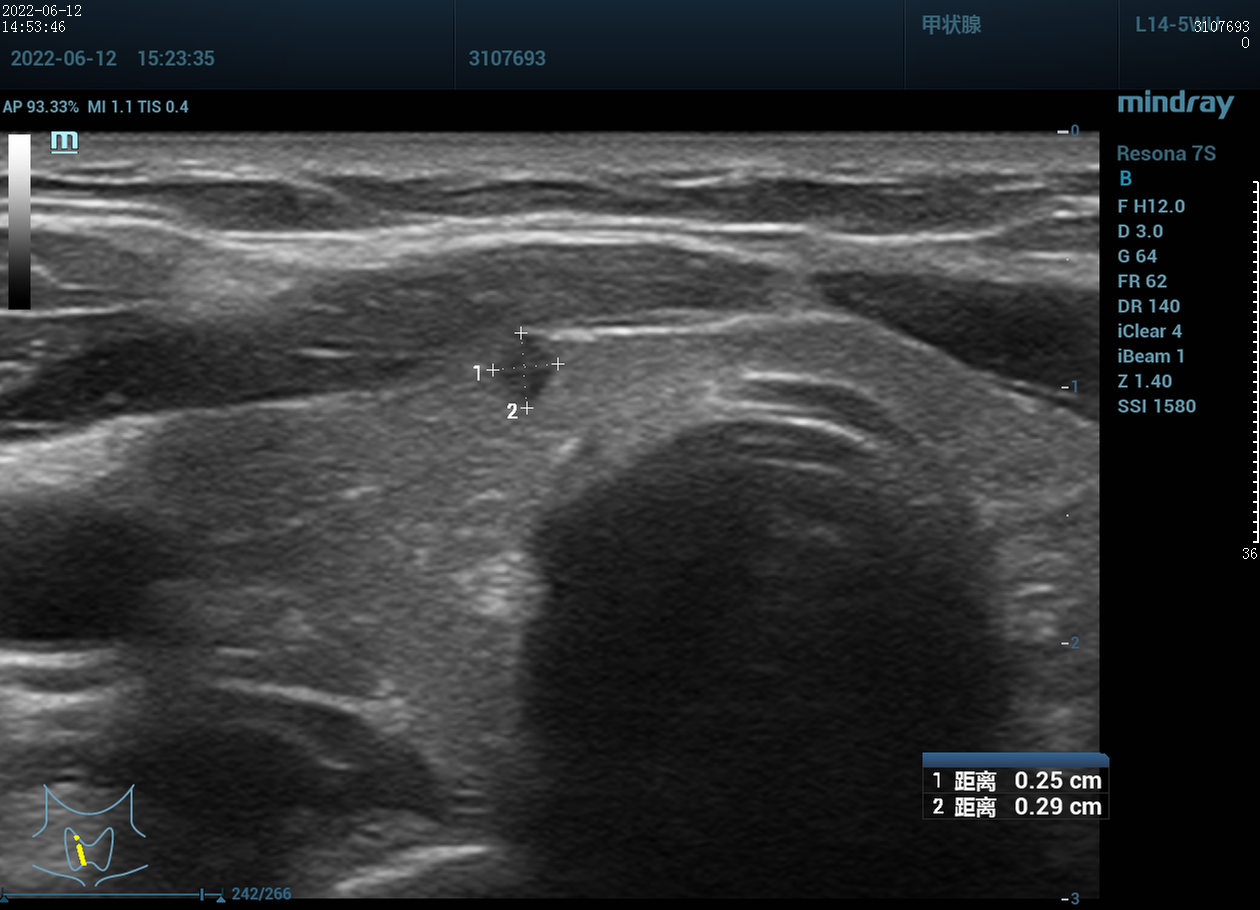 2022-06-12
14:53:46
2022-06-12 15:23:35
3107693
甲状腺
3107693
0
AP 93.33% MI 1.1 TIS 0.4
m
mindray
Resona 7S
B
F H12.0
D 3.0
G 64
FR 62
DR 140
iClear 4
iBeam 1
Z 1.40
SSI 1580
0
1
2
3
36
1
2
1 距离 0.25 cm
2 距离 0.29 cm
242/266